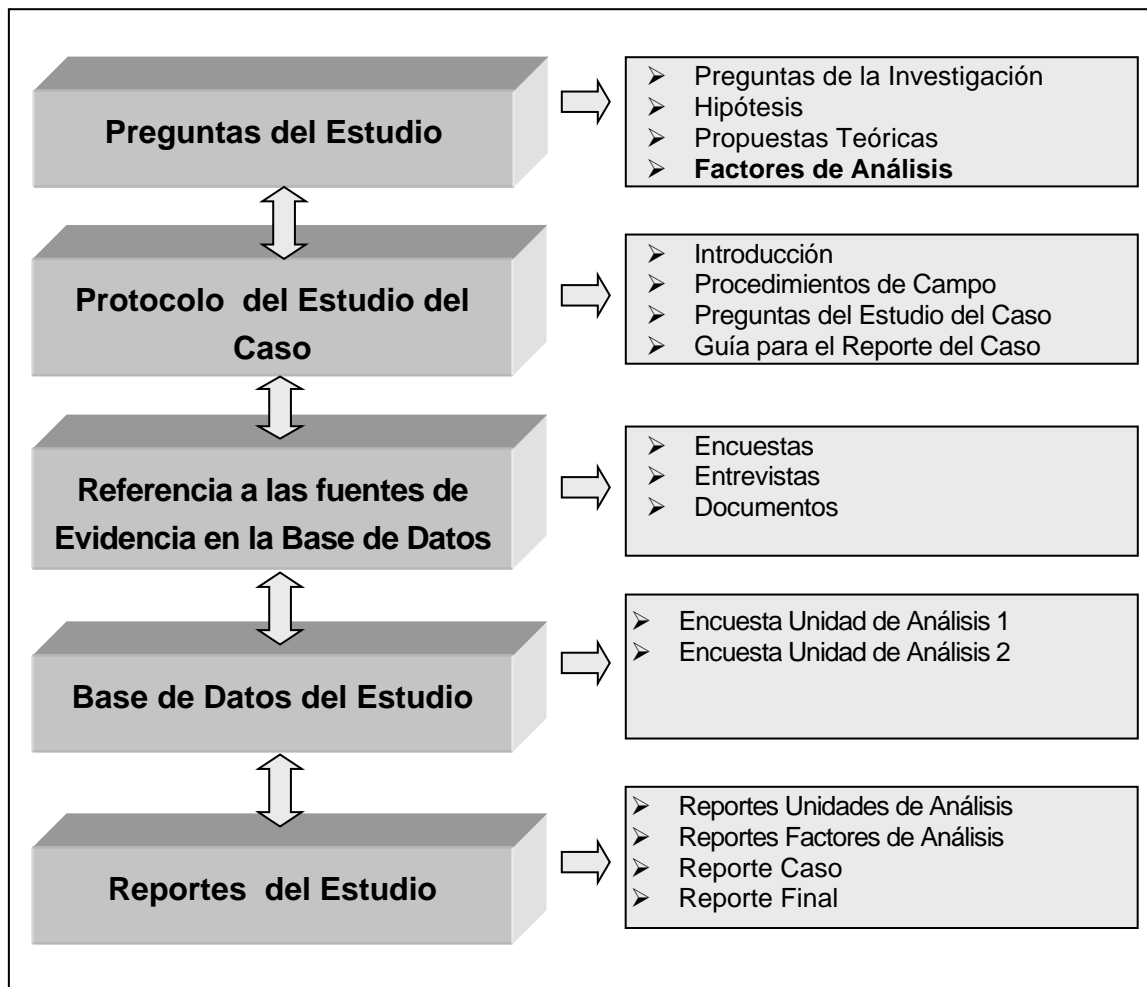 Preguntas del Estudio
Preguntas de la Investigación
Hipótesis
Propuestas Teóricas
Factores de Análisis
Protocolo del Estudio del
Caso
Introducción
Procedimientos de Campo
Preguntas del Estudio del Caso
Guía para el Reporte del Caso
Referencia a las fuentes de
Evidencia en la Base de Datos
Encuestas
Entrevistas
Documentos
Base de Datos del Estudio
Encuesta Unidad de Análisis 1
Encuesta Unidad de Análisis 2
Reportes del Estudio
Reportes Unidades de Análisis
Reportes Factores de Análisis
Reporte Caso
Reporte Final